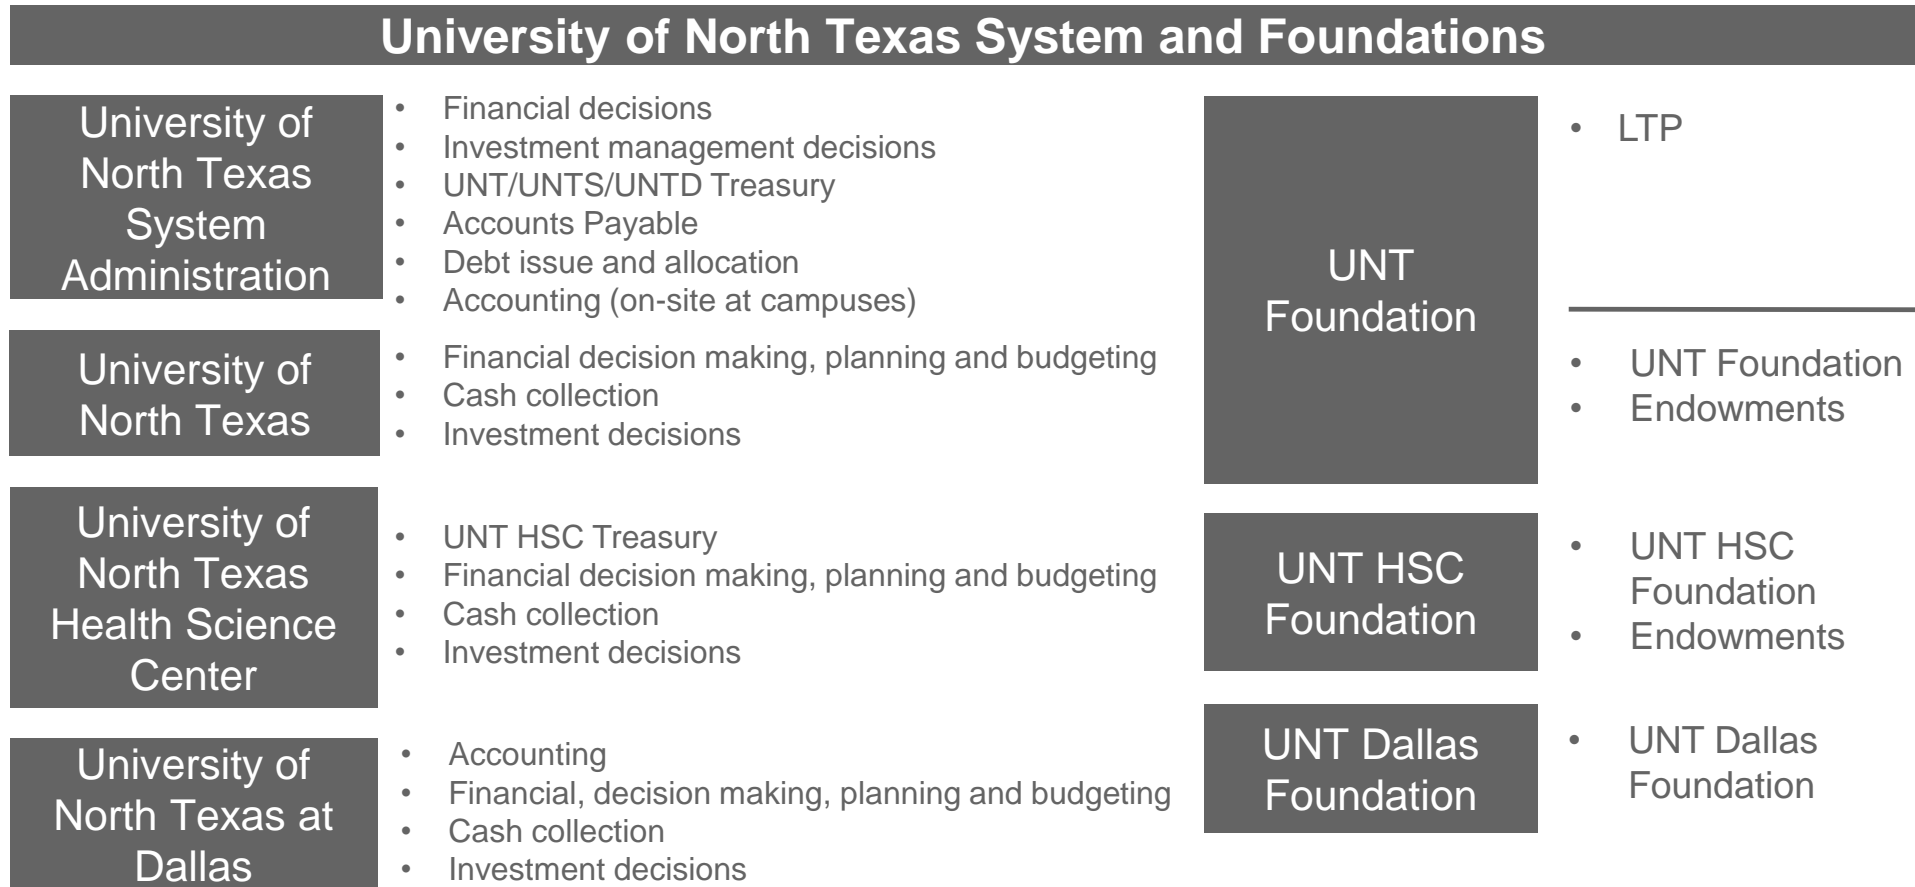 University of North Texas System and Foundations
University of
North Texas
System
Administration
• Financial decisions
• Investment management decisions
• UNT/UNTS/UNTD Treasury
• Accounts Payable
• Debt issue and allocation
• Accounting (on-site at campuses)
University of
North Texas
• Financial decision making, planning and budgeting
• Cash collection
• Investment decisions
University of
North Texas
Health Science
Center
• UNT HSC Treasury
• Financial decision making, planning and budgeting
• Cash collection
• Investment decisions
University of
North Texas at
Dallas
• Accounting
• Financial, decision making, planning and budgeting
• Cash collection
• Investment decisions
UNT
Foundation
• LTP
• UNT Foundation
• Endowments
UNT HSC
Foundation
• UNT HSC
Foundation
• Endowments
UNT Dallas
Foundation
• UNT Dallas
Foundation